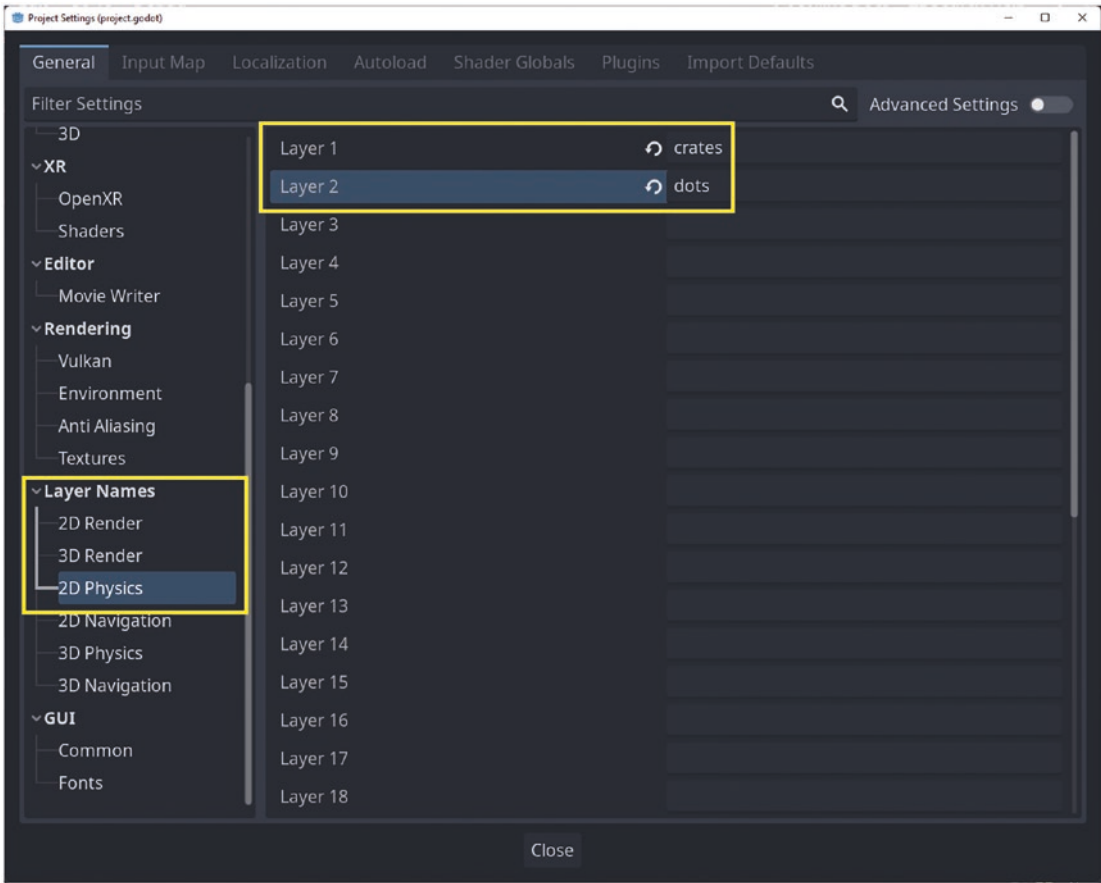 Project Settings (project.godot)
General Input Map Localization Autoload Shader Globals Plugins Import Defaults
Filter Settings Advanced Settings
3D
XR
OpenXR
Shaders
Editor
Movie Writer
Rendering
Vulkan
Environment
Anti Aliasing
Textures
Layer Names
2D Render
3D Render
2D Physics
2D Navigation
3D Physics
3D Navigation
GUI
Common
Fonts
Layer 1 crates
Layer 2 dots
Layer 3
Layer 4
Layer 5
Layer 6
Layer 7
Layer 8
Layer 9
Layer 10
Layer 11
Layer 12
Layer 13
Layer 14
Layer 15
Layer 16
Layer 17
Layer 18
Close